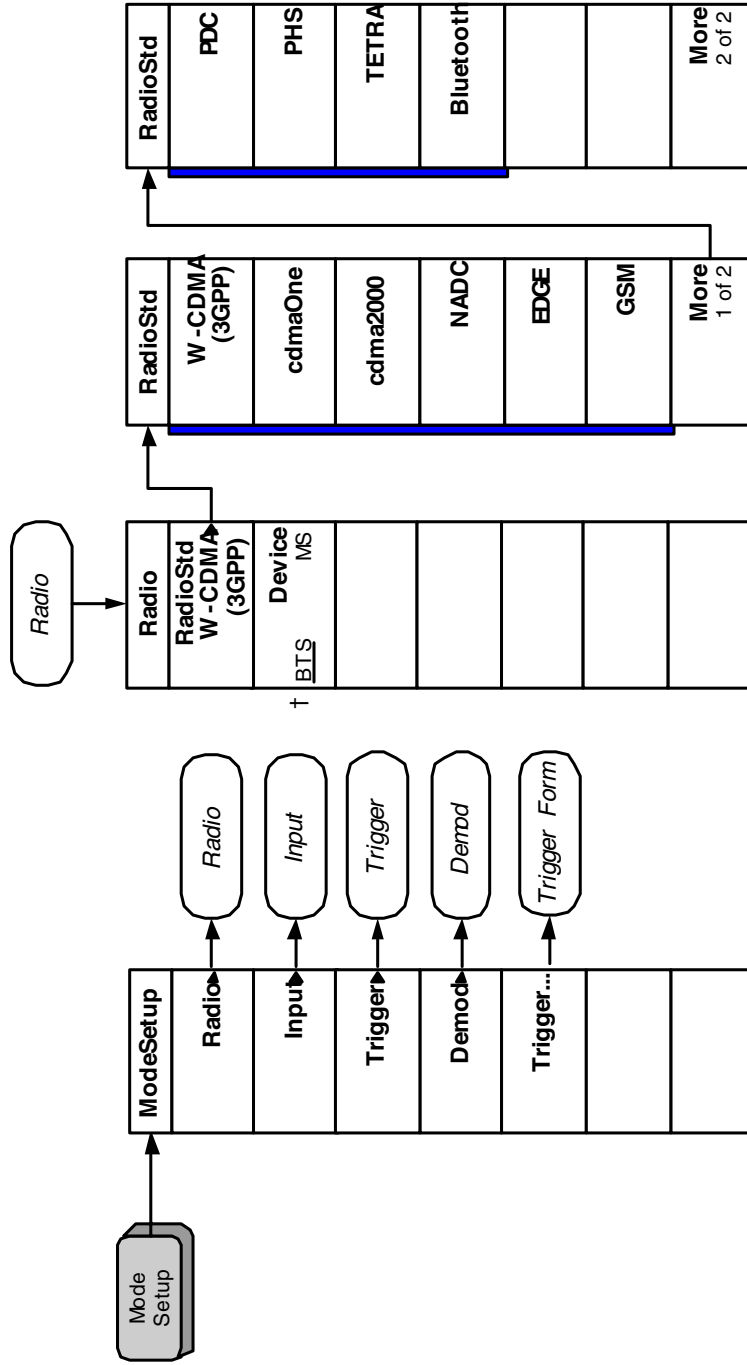 Mode
Setup
ModeSetup
Radio
Input
Trigger
Demod
Trigger...
Radio
Input
Trigger
Demod
Trigger Form
Radio
Radio
RadioStd
W-CDMA
(3GPP)
Device
† BTS MS
RadioStd
W-CDMA
(3GPP)
cdmaOne
cdma2000
NADC
EDGE
GSM
More
1 of 2
RadioStd
PDC
PHS
TETRA
Bluetooth
More
2 of 2